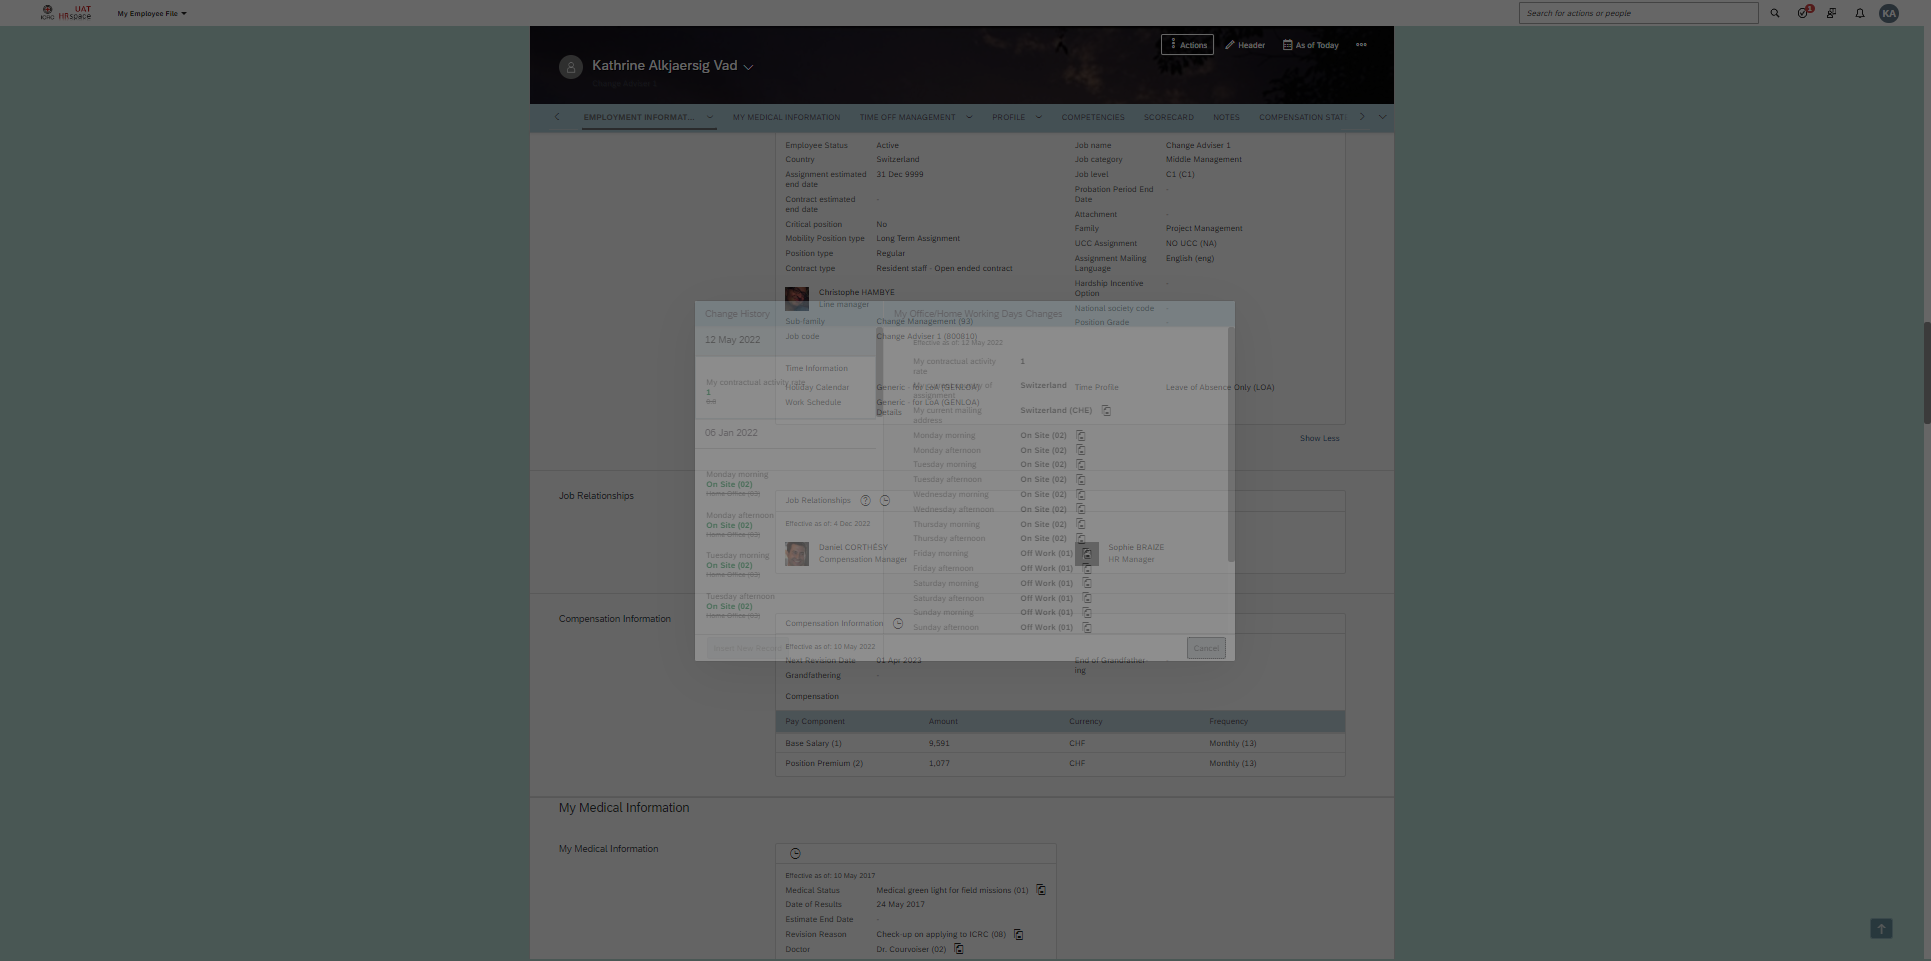 ICRC
UAT
HRspace
My Employee File
Search for actions or people
1
KA
Actions
Header
As of Today
Kathrine Alkjaersig Vad
Change Adviser 1
EMPLOYMENT INFORMAT...
MY MEDICAL INFORMATION
TIME OFF MANAGEMENT
PROFILE
COMPETENCIES
SCORECARD
NOTES
COMPENSATION STAT
Employee Status Active
Country Switzerland
Assignment estimated end date 31 Dec 9999
Contract estimated end date -
Critical position No
Mobility Position type Long Term Assignment
Position type Regular
Contract type Resident staff - Open ended contract
Christophe HAMBYE
Line manager
Sub family Change Management (93)
Job code Change Adviser 1 (800810)
Job name Change Adviser 1
Job category Middle Management
Job level C1 (C1)
Probation Period End Date -
Attachment -
Family Project Management
UCC Assignment NO UCC (NA)
Assignment Mailing Language English (eng)
Hardship Incentive Option -
National society code -
Position Grade -
Time Information
Holiday Calendar Generic - for LoA (GENLOA)
Work Schedule Generic - for LoA (GENLOA)
Details
Time Profile Leave of Absence Only (LOA)
Show Less
Change History
12 May 2022
My contractual activity rate
1
0.8
06 Jan 2022
Monday morning
On Site (02)
Home Office (03)
Monday afternoon
On Site (02)
Home Office (03)
Tuesday morning
On Site (02)
Home Office (03)
Tuesday afternoon
On Site (02)
Home Office (03)
Insert New Record
My Office/Home Working Days Changes
Effective as of: 12 May 2022
My contractual activity rate 1
My current country of assignment Switzerland
My current mailing address Switzerland (CHE)
Monday morning On Site (02)
Monday afternoon On Site (02)
Tuesday morning On Site (02)
Tuesday afternoon On Site (02)
Wednesday morning On Site (02)
Wednesday afternoon On Site (02)
Thursday morning On Site (02)
Thursday afternoon On Site (02)
Friday morning Off Work (01)
Friday afternoon Off Work (01)
Saturday morning Off Work (01)
Saturday afternoon Off Work (01)
Sunday morning Off Work (01)
Sunday afternoon Off Work (01)
Cancel
Job Relationships
Job Relationships
Effective as of: 4 Dec 2022
Daniel CORTHÉSY
Compensation Manager
Sophie BRAIZE
HR Manager
Compensation Information
Compensation Information
Effective as of: 10 May 2022
Next Revision Date 01 Apr 2023
Grandfathering -
End of Grandfather-
ing
Compensation
Pay Component Amount Currency Frequency
Base Salary (1) 9,591 CHF Monthly (13)
Position Premium (2) 1,077 CHF Monthly (13)
My Medical Information
My Medical Information
Effective as of: 10 May 2017
Medical Status Medical green light for field missions (01)
Date of Results 24 May 2017
Estimate End Date -
Revision Reason Check-up on applying to ICRC (08)
Doctor Dr. Courvoiser (02)